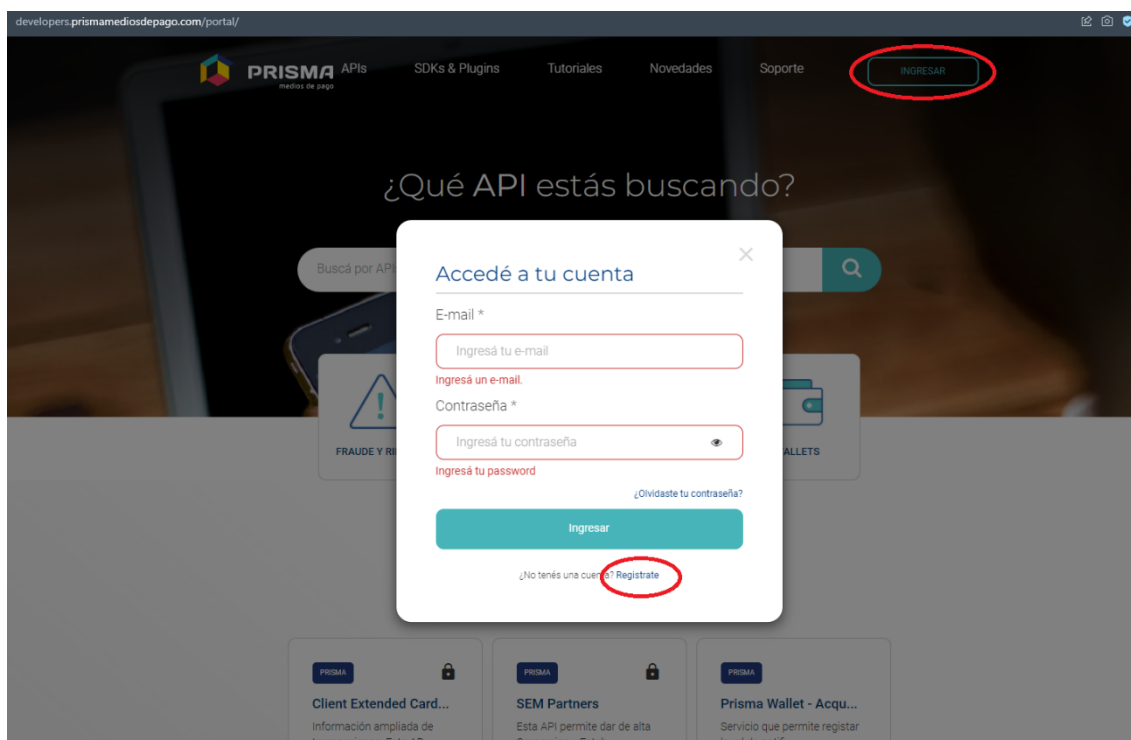 developers.prismamediosdepago.com/portal/
PRISMA
medios de pago
APIs
SDKs & Plugins
Tutoriales
Novedades
Soporte
INGRESAR
¿Qué API estás buscando?
Buscá por API
Accedé a tu cuenta
E-mail *
Ingresá tu e-mail
Ingresá un e-mail.
Contraseña *
Ingresá tu contraseña
Ingresá tu password
¿Olvidaste tu contraseña?
Ingresar
¿No tenés una cuenta? Registrate
FRAUDE Y RI
ALLETS
PRISMA
Client Extended Card...
Información ampliada de
PRISMA
SEM Partners
Esta API permite dar de alta
PRISMA
Prisma Wallet - Acqu...
Servicio que permite registrar